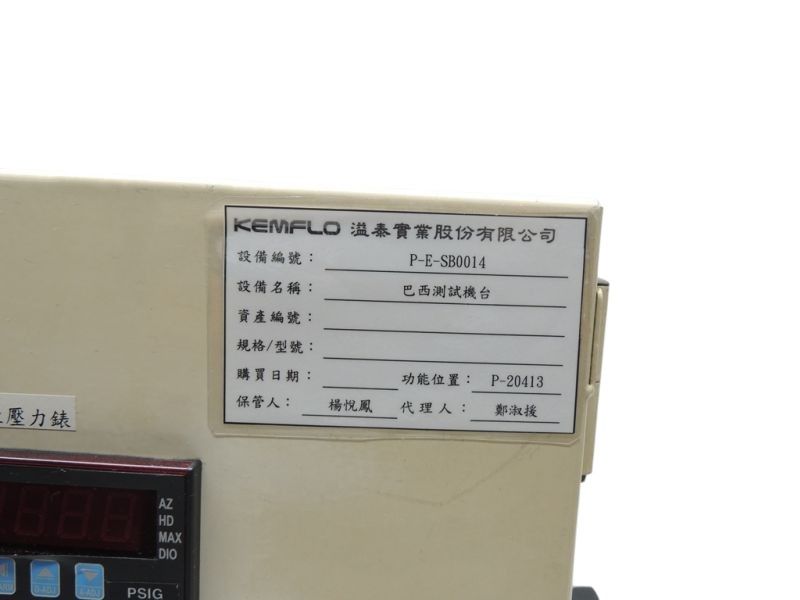 KEMFLO 溢泰實業股份有限公司
設備編號： P-E-SB0014
設備名稱： 巴西測試機台
資產編號：
規格/型號：
購買日期： 功能位置： P-20413
保管人： 楊悅鳳 代理人： 鄭淑援
壓力錶
AZ
HD
MAX
DIO
PSIG